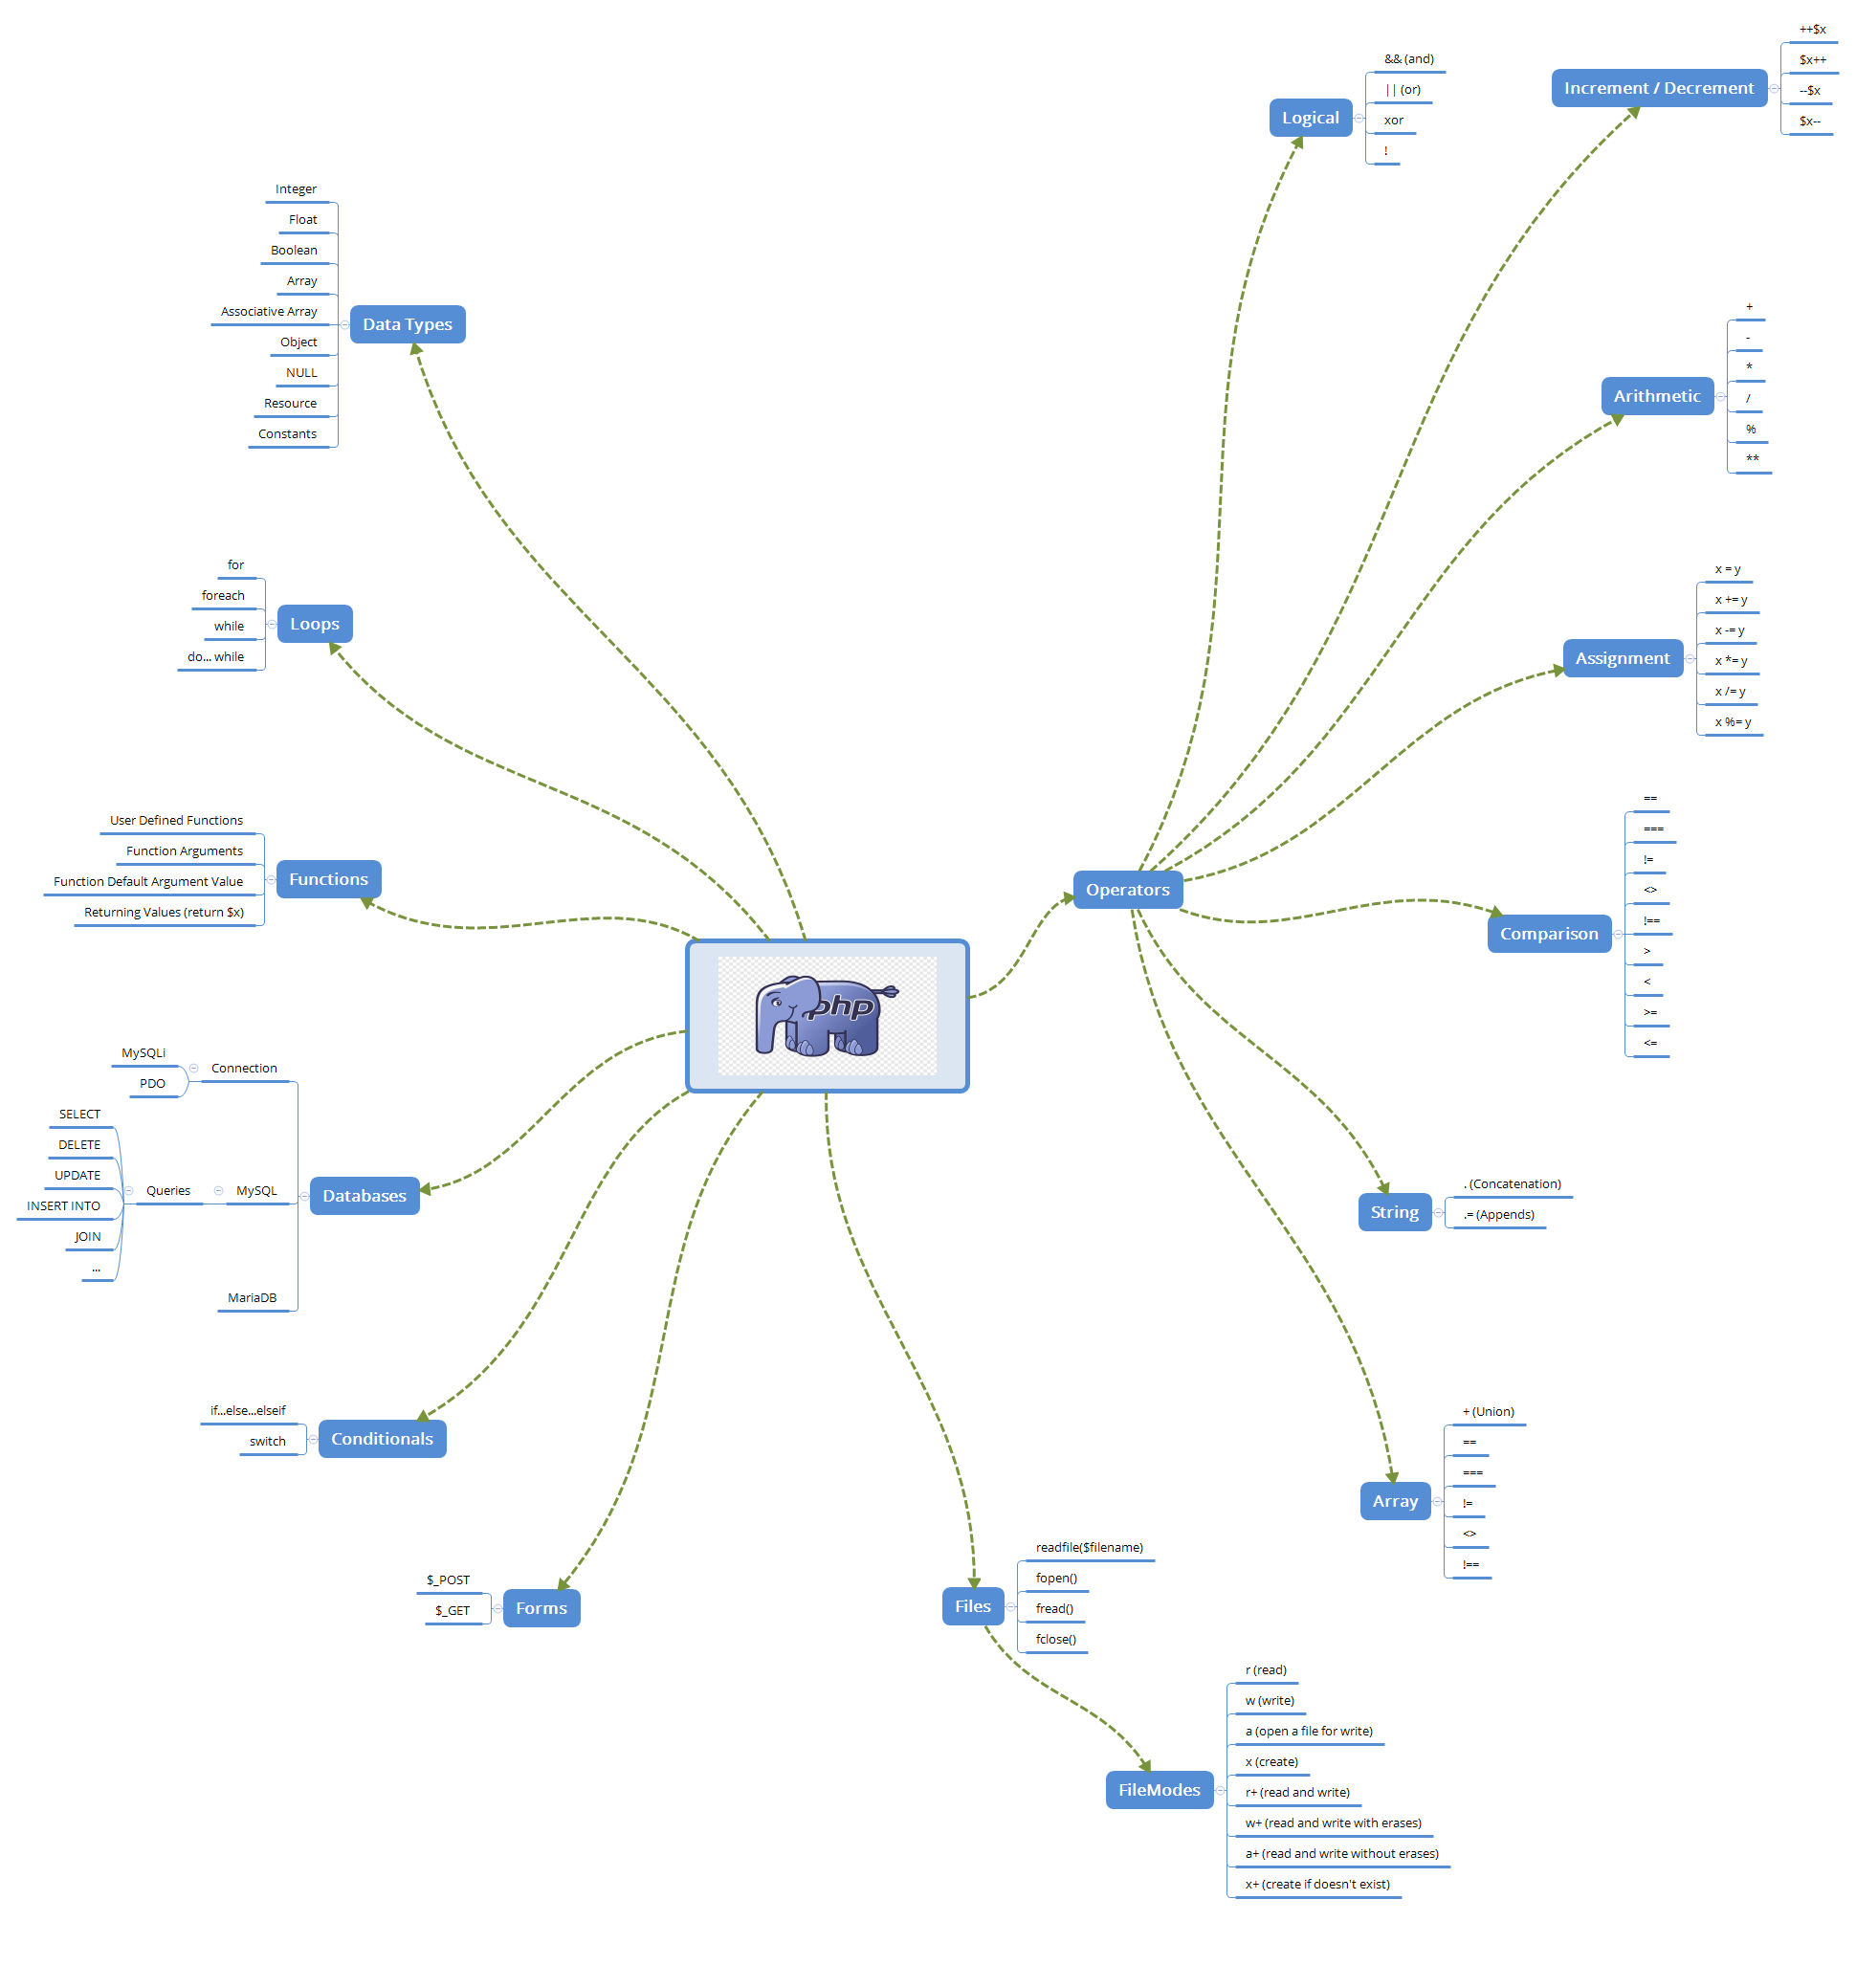 ++$x
$x++
--$x
$x--
Increment / Decrement
&& (and)
|| (or)
xor
!
Logical
Integer
Float
Boolean
Array
Associative Array
Object
NULL
Resource
Constants
Data Types
+
-
*
/
%
**
Arithmetic
for
foreach
while
do... while
Loops
x = y
x += y
x -= y
x *= y
x /= y
x %= y
Assignment
User Defined Functions
Function Arguments
Function Default Argument Value
Returning Values (return $x)
Functions
Operators
==
===
!=
<>
!==
>
<
>=
<=
Comparison
php
MySQLi
PDO
Connection
SELECT
DELETE
UPDATE
INSERT INTO
JOIN
...
Queries
MySQL
MariaDB
Databases
. (Concatenation)
.= (Appends)
String
if...else...elseif
switch
Conditionals
+ (Union)
==
===
!=
<>
!==
Array
$_POST
$_GET
Forms
readfile($filename)
fopen()
fread()
fclose()
Files
r (read)
w (write)
a (open a file for write)
x (create)
r+ (read and write)
w+ (read and write with erases)
a+ (read and write without erases)
x+ (create if doesn't exist)
FileModes